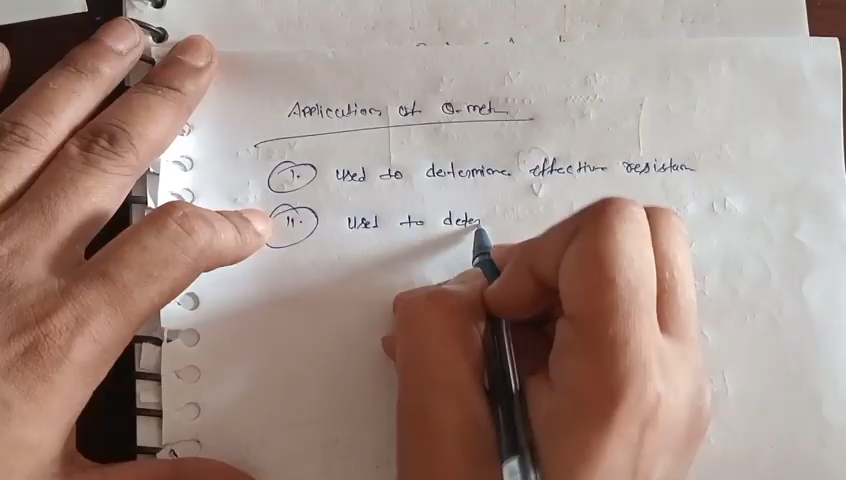 Application of Q-meter
I. Used to determine effective resistance
II. Used to deter